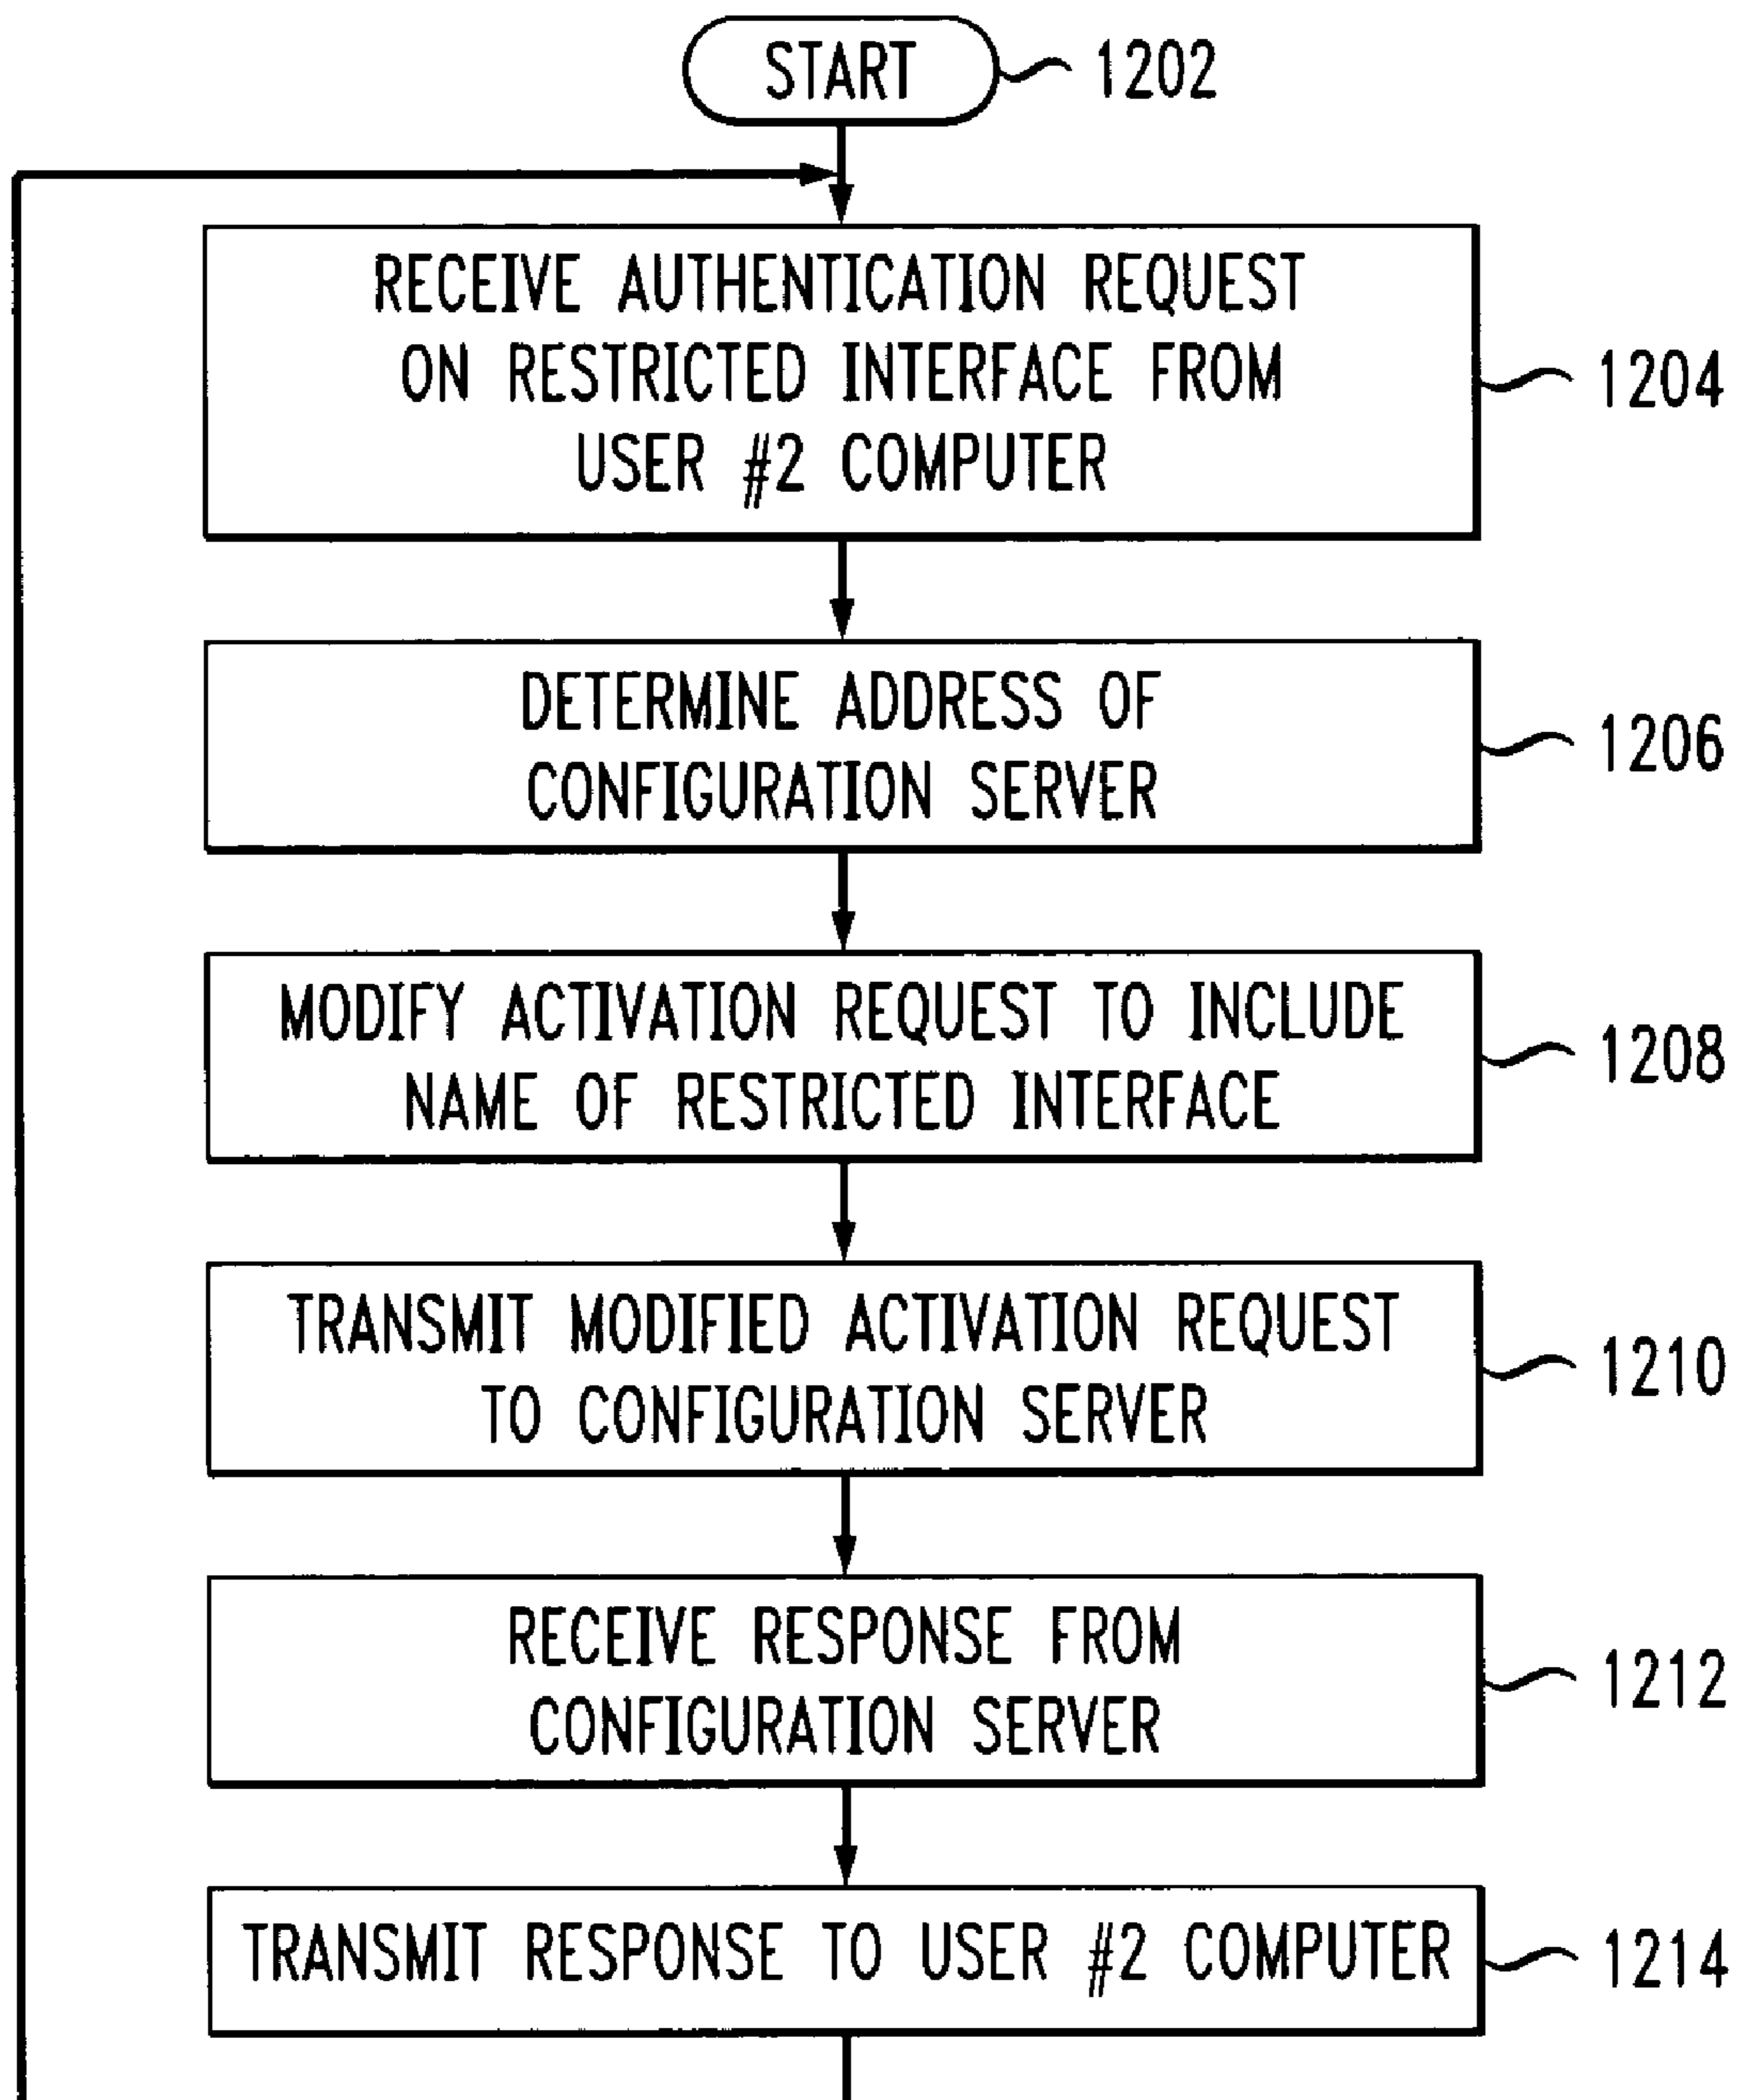 START
1202
RECEIVE AUTHENTICATION REQUEST
ON RESTRICTED INTERFACE FROM
USER #2 COMPUTER
1204
DETERMINE ADDRESS OF
CONFIGURATION SERVER
1206
MODIFY ACTIVATION REQUEST TO INCLUDE
NAME OF RESTRICTED INTERFACE
1208
TRANSMIT MODIFIED ACTIVATION REQUEST
TO CONFIGURATION SERVER
1210
RECEIVE RESPONSE FROM
CONFIGURATION SERVER
1212
TRANSMIT RESPONSE TO USER #2 COMPUTER
1214